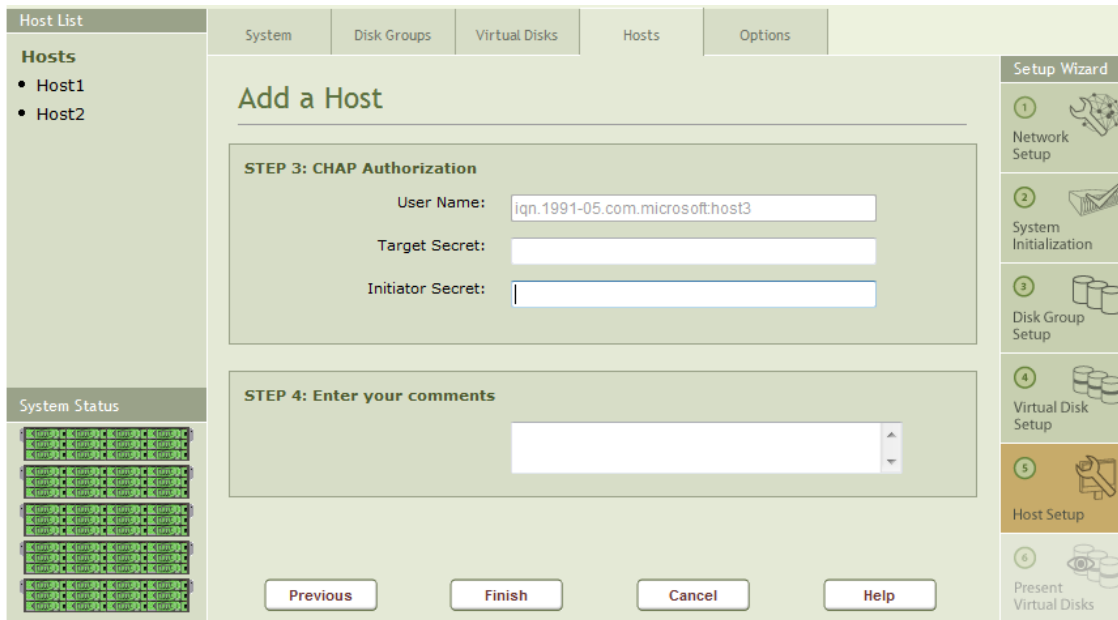 Host List
Hosts
• Host1
• Host2
System Status
System Disk Groups Virtual Disks Hosts Options
Add a Host
STEP 3: CHAP Authorization
User Name: iqn.1991-05.com.microsoft:host3
Target Secret:
Initiator Secret:
STEP 4: Enter your comments
Previous Finish Cancel Help
Setup Wizard
1
Network
Setup
2
System
Initialization
3
Disk Group
Setup
4
Virtual Disk
Setup
5
Host Setup
6
Present
Virtual Disks